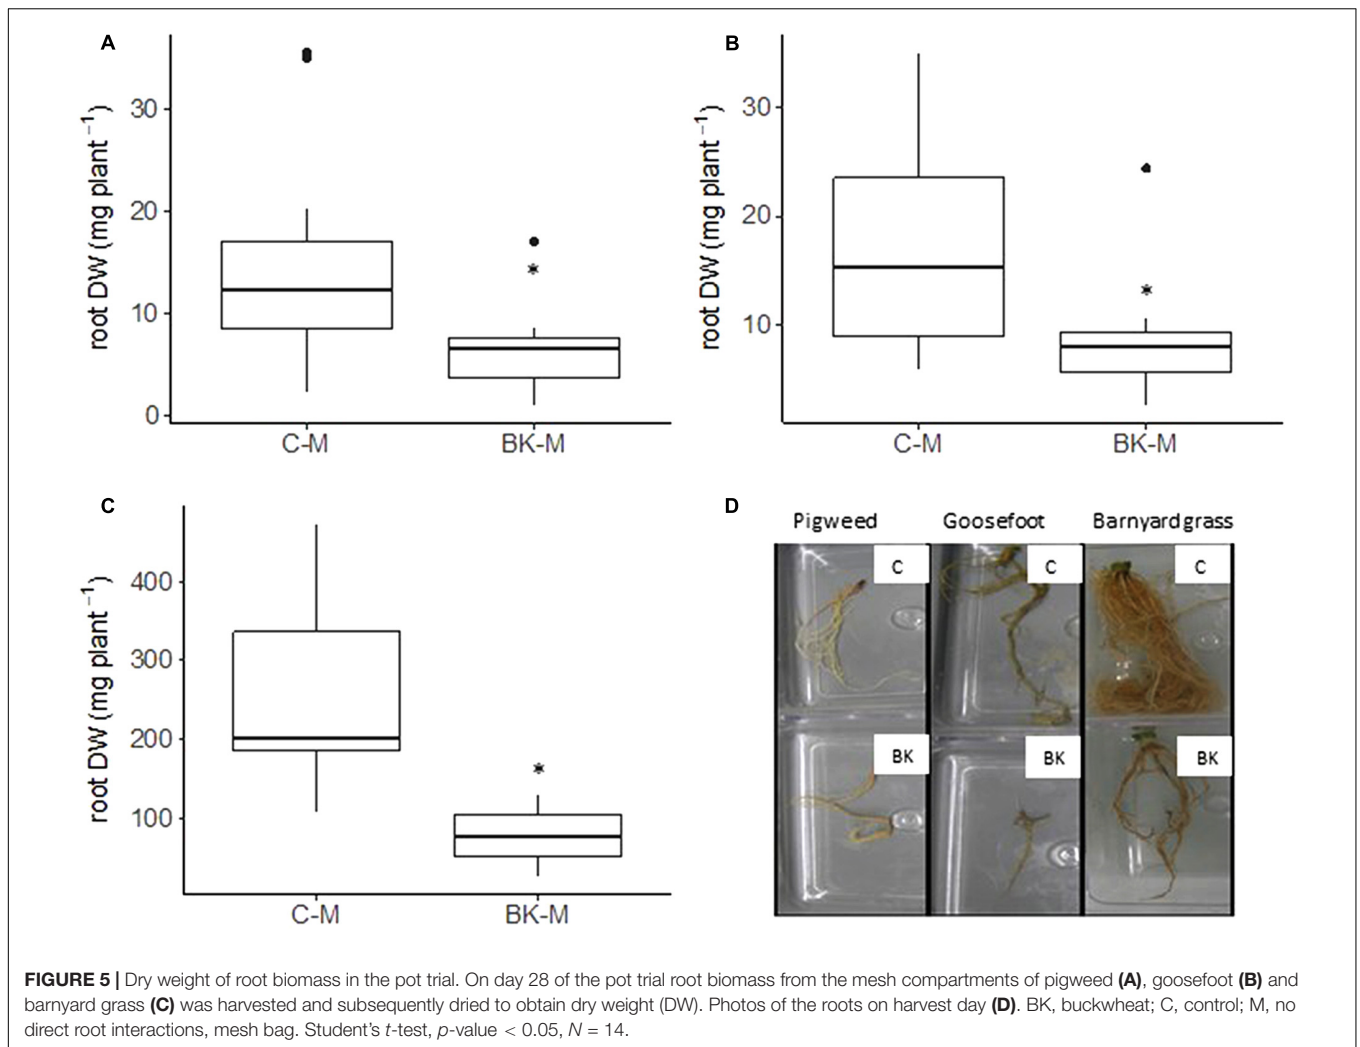 A
root DW (mg plant⁻¹)
30
20
10
0
C-M
BK-M
*
B
root DW (mg plant⁻¹)
30
20
10
C-M
BK-M
*
C
root DW (mg plant⁻¹)
400
300
200
100
C-M
BK-M
*
D
Pigweed Goosefoot Barnyard grass
C C C
BK BK BK
FIGURE 5 | Dry weight of root biomass in the pot trial. On day 28 of the pot trial root biomass from the mesh compartments of pigweed (A), goosefoot (B) and
barnyard grass (C) was harvested and subsequently dried to obtain dry weight (DW). Photos of the roots on harvest day (D). BK, buckwheat; C, control; M, no
direct root interactions, mesh bag. Student's t-test, p-value < 0.05, N = 14.